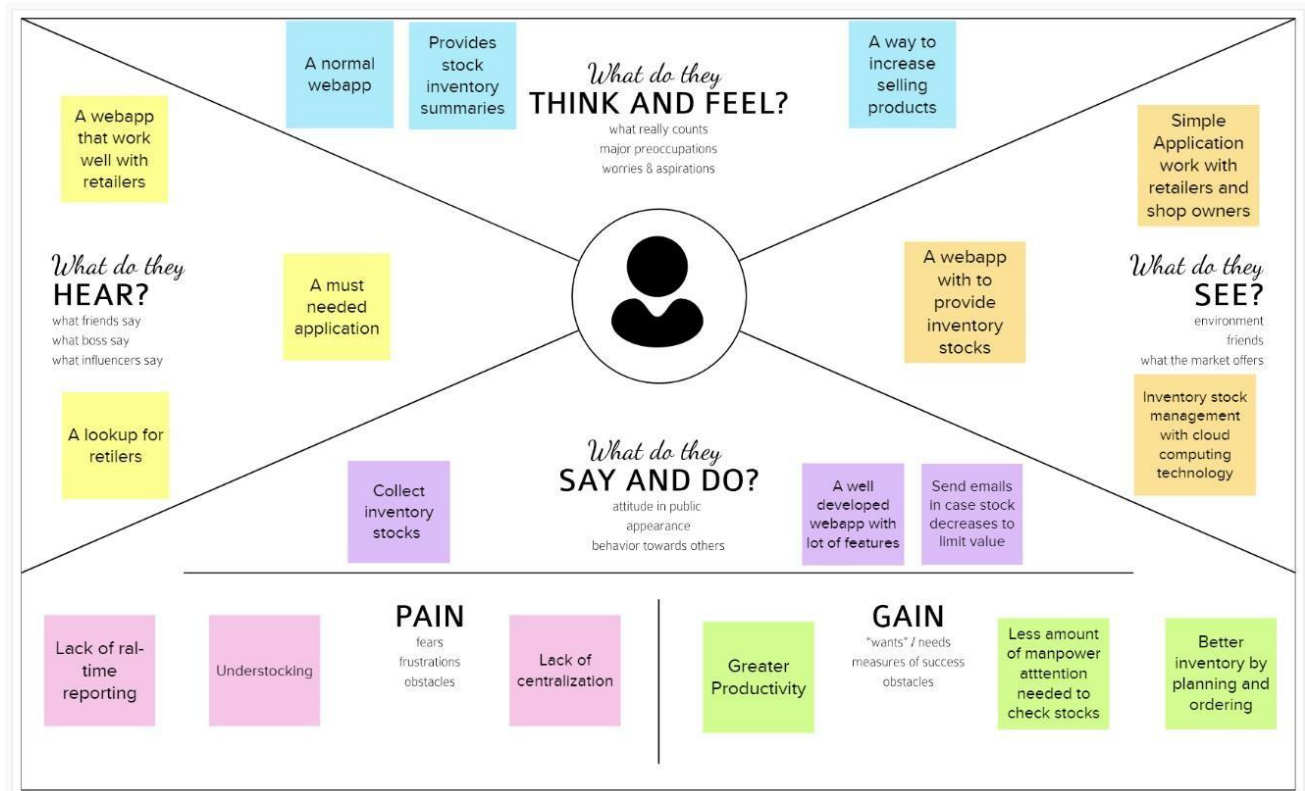 A normal
webapp
Provides
stock
inventory
summaries
What do they
THINK AND FEEL?
what really counts
major preoccupations
worries & aspirations
A way to
increase
selling
products
A webapp
that work
well with
retailers
What do they
HEAR?
what friends say
what boss say
what influencers say
A must
needed
application
A lookup for
retilers
Simple
Application
work with
retailers and
shop owners
A webapp
with to
provide
inventory
stocks
What do they
SEE?
environment
friends
what the market offers
Inventory stock
management
with cloud
computing
technology
What do they
SAY AND DO?
attitude in public
appearance
behavior towards others
Collect
inventory
stocks
A well
developed
webapp with
lot of features
Send emails
in case stock
decreases to
limit value
PAIN
fears
frustrations
obstacles
Lack of ral-
time
reporting
Understocking
Lack of
centralization
GAIN
"wants" / needs
measures of success
obstacles
Greater
Productivity
Less amount
of manpower
atttention
needed to
check stocks
Better
inventory by
planning and
ordering